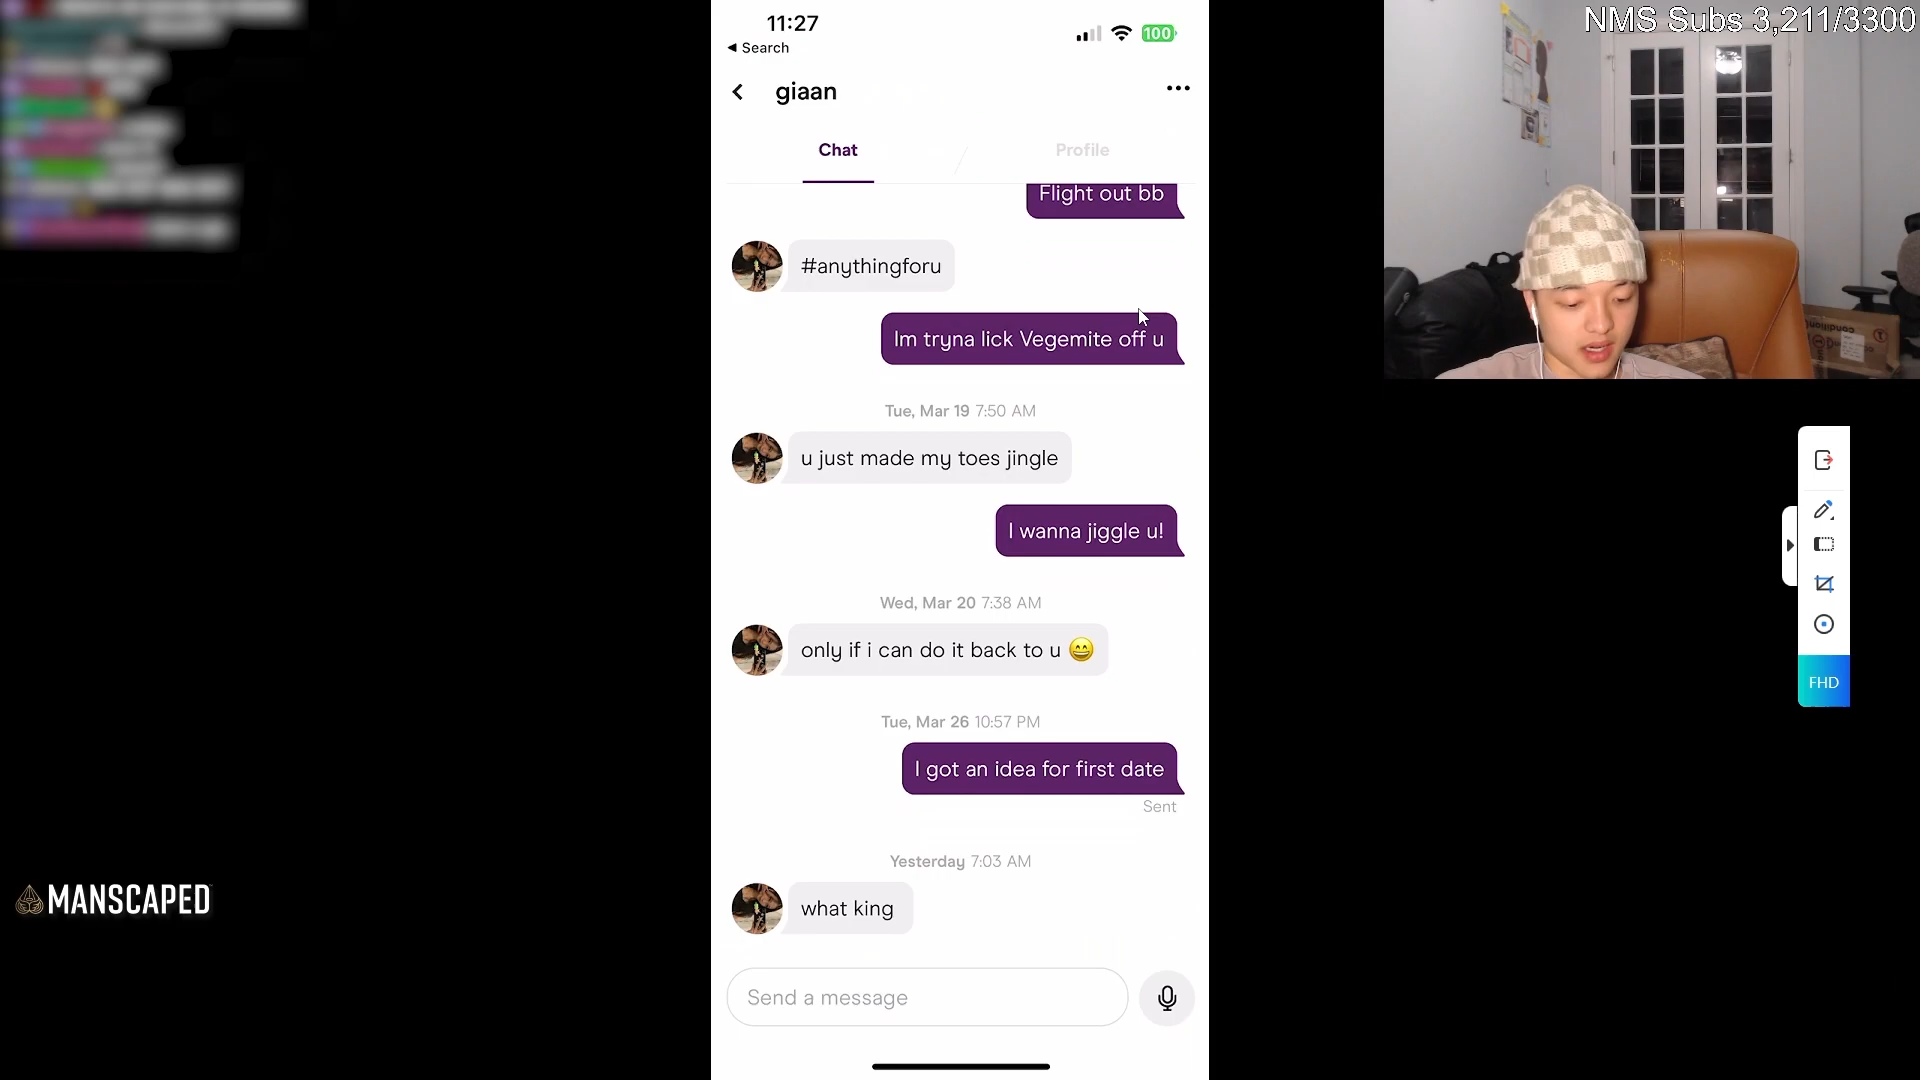 NMS Subs 3,211/3300
11:27
100
Search
giaan
Chat
Profile
Flight out bb
#anythingforu
Im tryna lick Vegemite off u
Tue, Mar 19 7:50 AM
u just made my toes jingle
I wanna jiggle u!
Wed, Mar 20 7:38 AM
only if i can do it back to u 😄
Tue, Mar 26 10:57 PM
I got an idea for first date
Sent
Yesterday 7:03 AM
what king
Send a message
FHD
MANSCAPED